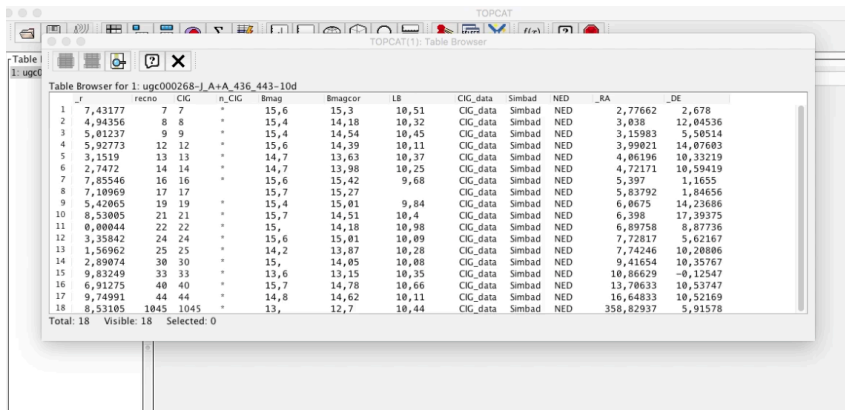 TOPCAT
TOPCAT(1): Table Browser
Table
1: ugc0
Table Browser for 1: ugc000268-J_A+A_436_443-10d
_r recno CIG n_CIG Bmag Bmagcor LB CIG_data Simbad NED _RA _DE
1 7,43177 7 7 * 15,6 15,3 10,51 CIG_data Simbad NED 2,77662 2,678
2 4,94356 8 8 * 15,4 14,18 10,32 CIG_data Simbad NED 3,038 12,04536
3 5,01237 9 9 * 15,4 14,54 10,45 CIG_data Simbad NED 3,15983 5,50514
4 5,92773 12 12 * 15,6 14,39 10,11 CIG_data Simbad NED 3,99021 14,07603
5 3,1519 13 13 * 14,7 13,63 10,37 CIG_data Simbad NED 4,06196 10,33219
6 2,7472 14 14 * 14,7 13,98 10,25 CIG_data Simbad NED 4,72171 10,59419
7 7,85546 16 16 * 15,6 15,42 9,68 CIG_data Simbad NED 5,397 1,1655
8 7,10969 17 17 15,7 15,27 CIG_data Simbad NED 5,83792 1,84656
9 5,42065 19 19 * 15,4 15,01 9,84 CIG_data Simbad NED 6,0675 14,23686
10 8,53005 21 21 * 15,7 14,51 10,4 CIG_data Simbad NED 6,398 17,39375
11 0,00044 22 22 * 15, 14,18 10,98 CIG_data Simbad NED 6,89758 8,87736
12 3,35842 24 24 * 15,6 15,01 10,09 CIG_data Simbad NED 7,72817 5,62167
13 1,56962 25 25 * 14,2 13,87 10,28 CIG_data Simbad NED 7,74246 10,20806
14 2,89074 30 30 * 15, 14,05 10,08 CIG_data Simbad NED 9,41654 10,35767
15 9,83249 33 33 * 13,6 13,15 10,35 CIG_data Simbad NED 10,86629 −0,12547
16 6,91275 40 40 * 15,7 14,78 10,66 CIG_data Simbad NED 13,70633 10,53747
17 9,74991 44 44 * 14,8 14,62 10,11 CIG_data Simbad NED 16,64833 10,52169
18 8,53105 1045 1045 * 13, 12,7 10,44 CIG_data Simbad NED 358,82937 5,91578
Total: 18 Visible: 18 Selected: 0